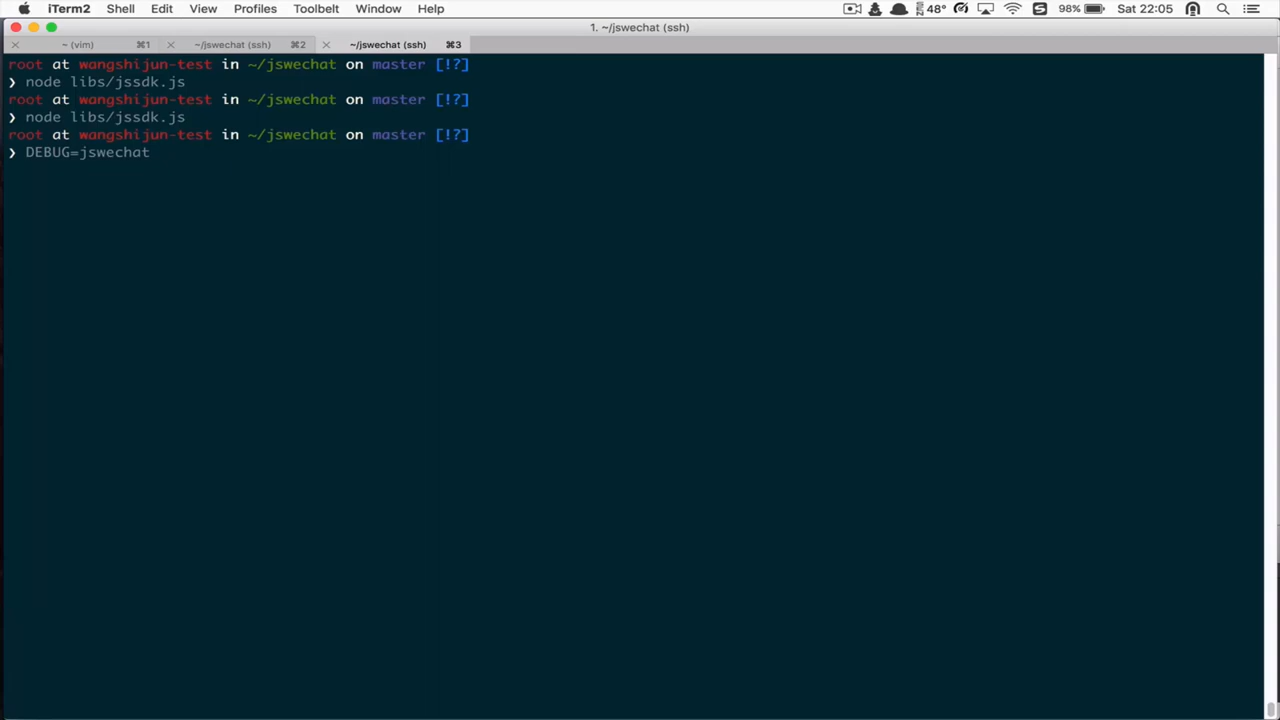 iTerm2 Shell Edit View Profiles Toolbelt Window Help 48° 98% Sat 22:05
1. ~/jswechat (ssh)
~ (vim) ⌘1 ~/jswechat (ssh) ⌘2 ~/jswechat (ssh) ⌘3
root at wangshijun-test in ~/jswechat on master [!?]
❯ node libs/jssdk.js
root at wangshijun-test in ~/jswechat on master [!?]
❯ node libs/jssdk.js
root at wangshijun-test in ~/jswechat on master [!?]
❯ DEBUG=jswechat